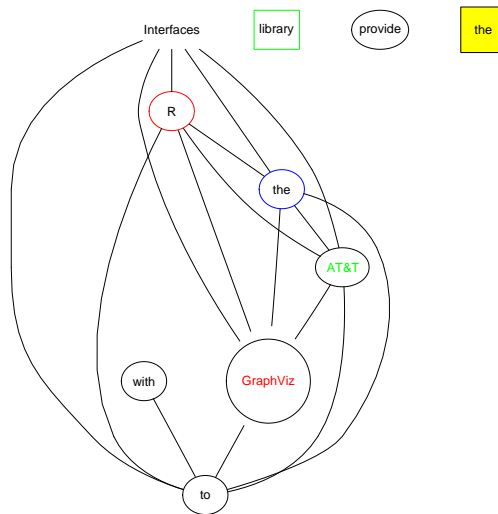 Interfaces library provide the
R
the
AT&T
with GraphViz
to